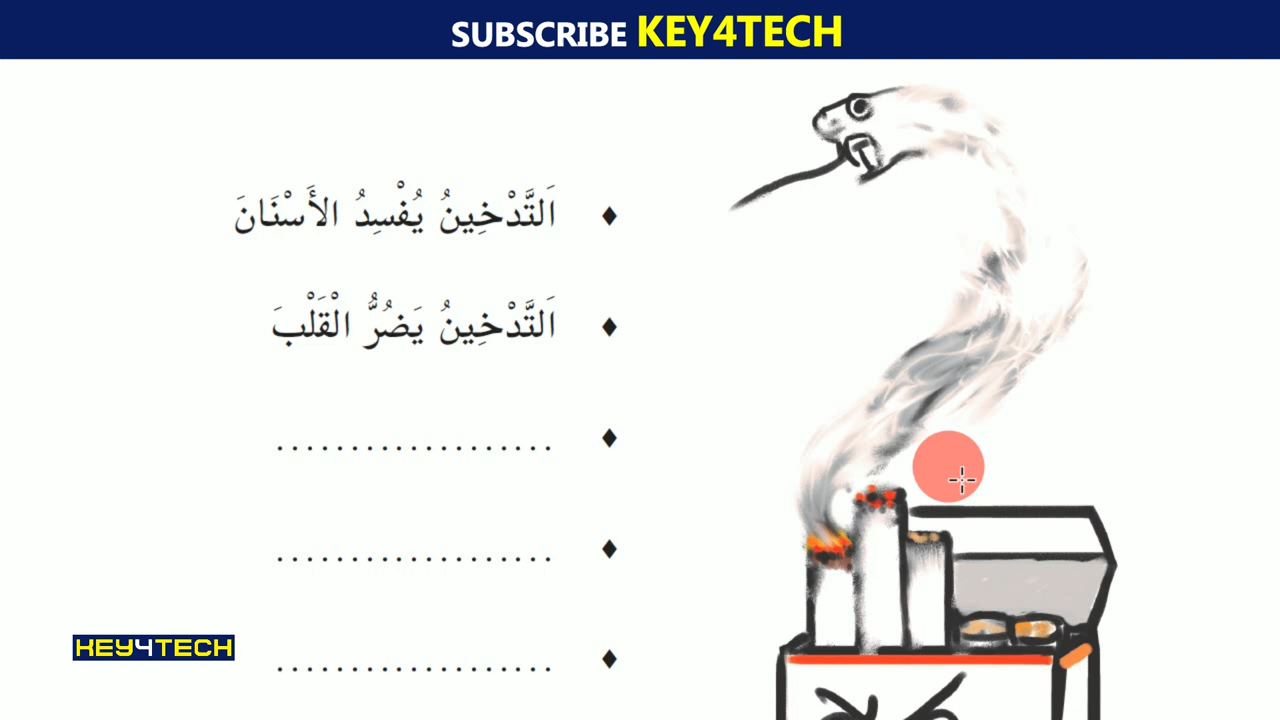 SUBSCRIBE KEY4TECH
♦ اَلتَّدْخِينُ يُفْسِدُ الأَسْنَانَ
♦ اَلتَّدْخِينُ يَضُرُّ الْقَلْبَ
♦ ...................
♦ ...................
♦ ...................
KEY4TECH